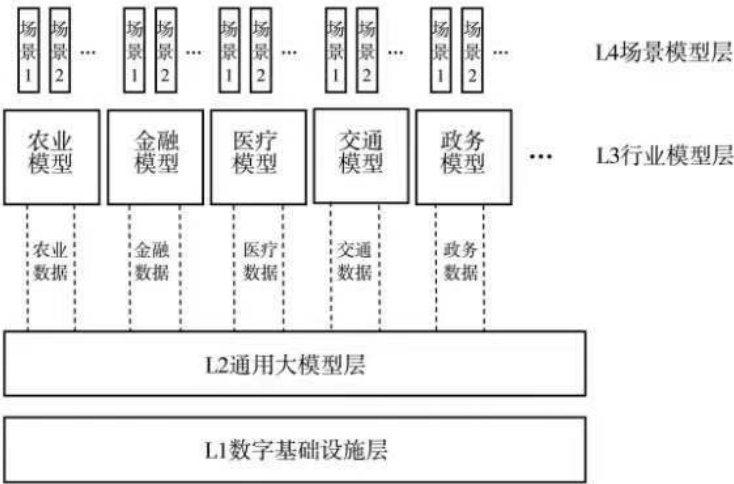 场景1 场景2 … 场景1 场景2 … 场景1 场景2 … 场景1 场景2 … 场景1 场景2 … L4场景模型层
农业模型 金融模型 医疗模型 交通模型 政务模型 … L3行业模型层
农业数据 金融数据 医疗数据 交通数据 政务数据
L2通用大模型层
L1数字基础设施层